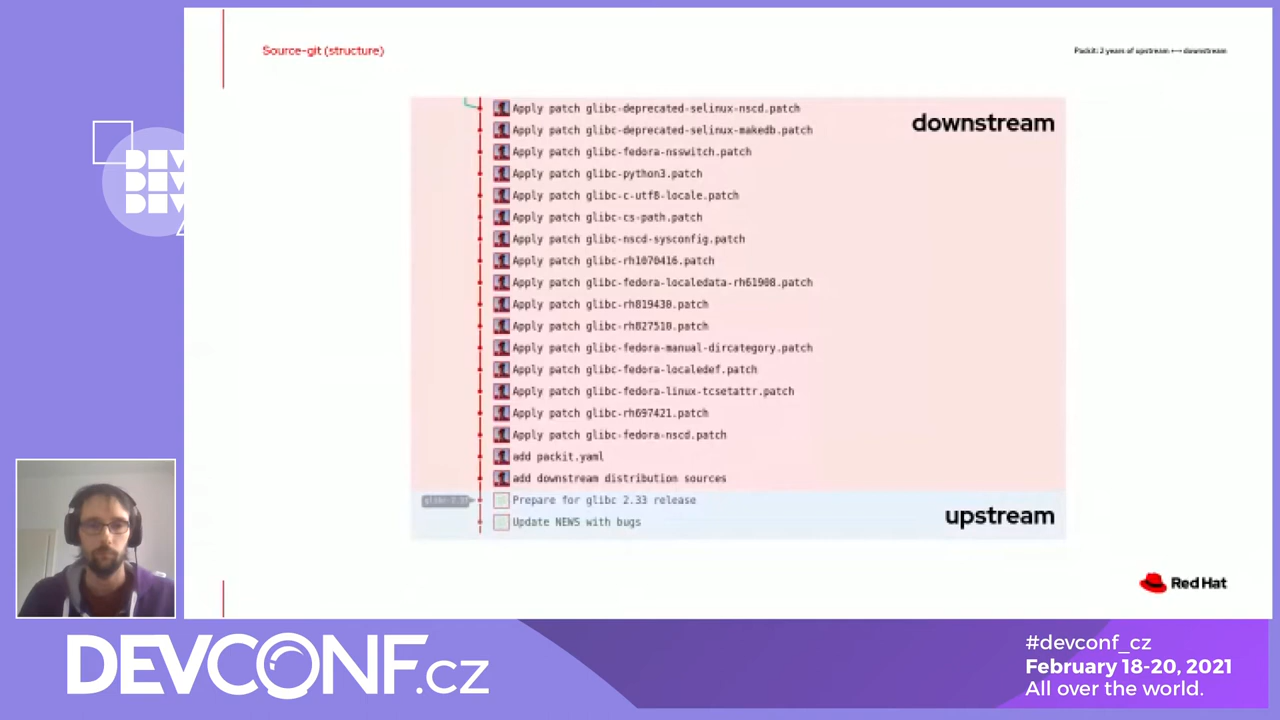 Source-git (structure)
Packit: 2 years of upstream ⟷ downstream
Apply patch glibc-deprecated-selinux-nscd.patch
downstream
Apply patch glibc-deprecated-selinux-makedb.patch
Apply patch glibc-fedora-nsswitch.patch
Apply patch glibc-python3.patch
Apply patch glibc-c-utf8-locale.patch
Apply patch glibc-cs-path.patch
Apply patch glibc-nscd-sysconfig.patch
Apply patch glibc-rh1070416.patch
Apply patch glibc-fedora-localedata-rh61908.patch
Apply patch glibc-rh819430.patch
Apply patch glibc-rh827510.patch
Apply patch glibc-fedora-manual-dircategory.patch
Apply patch glibc-fedora-localedef.patch
Apply patch glibc-fedora-linux-tcsetattr.patch
Apply patch glibc-rh697421.patch
Apply patch glibc-fedora-nscd.patch
add packit.yaml
add downstream distribution sources
glibc-2.33
Prepare for glibc 2.33 release
upstream
Update NEWS with bugs
Red Hat
DEVCONF.cz
#devconf_cz
February 18-20, 2021
All over the world.